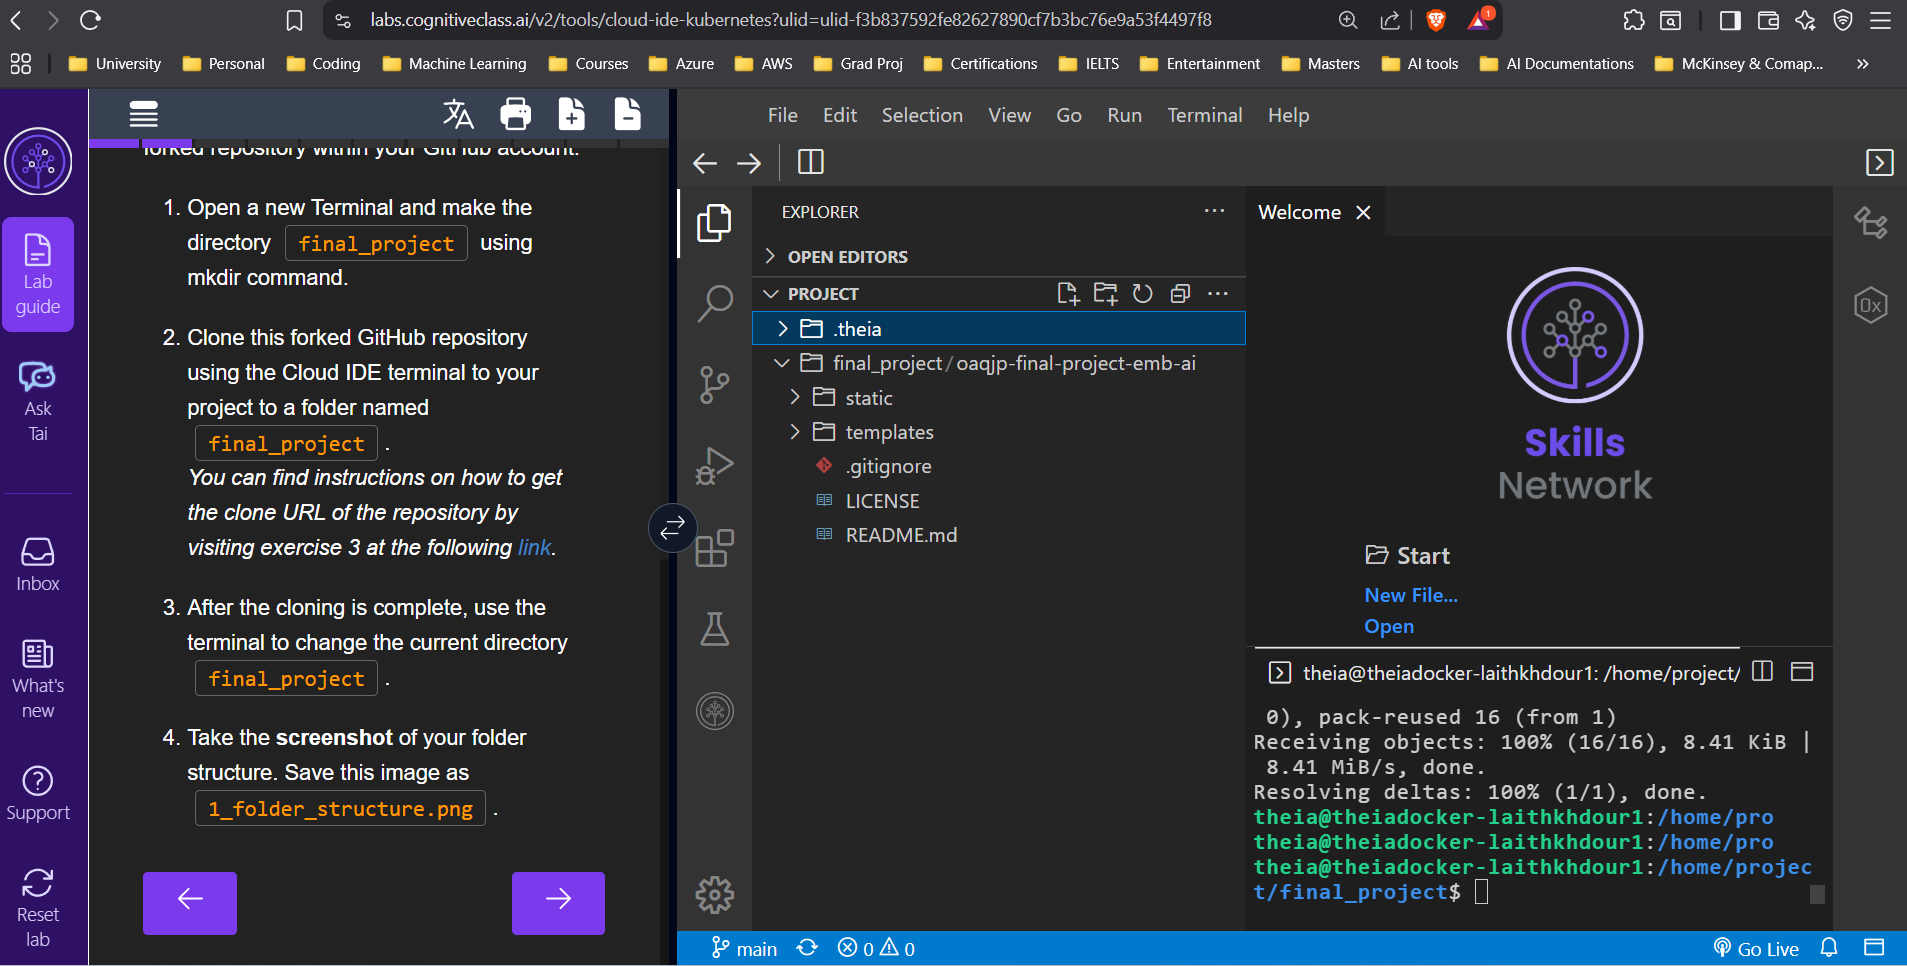 labs.cognitiveclass.ai/v2/tools/cloud-ide-kubernetes?ulid=ulid-f3b837592fe82627890cf7b3bc76e9a53f4497f8
1
University
Personal
Coding
Machine Learning
Courses
Azure
AWS
Grad Proj
Certifications
IELTS
Entertainment
Masters
AI tools
AI Documentations
McKinsey & Comap...
Lab
guide
Ask
Tai
Inbox
What's
new
Support
Reset
lab
forked repository within your GitHub account.
1. Open a new Terminal and make the
directory final_project using
mkdir command.
2. Clone this forked GitHub repository
using the Cloud IDE terminal to your
project to a folder named
final_project .
You can find instructions on how to get
the clone URL of the repository by
visiting exercise 3 at the following link.
3. After the cloning is complete, use the
terminal to change the current directory
final_project .
4. Take the screenshot of your folder
structure. Save this image as
1_folder_structure.png .
File
Edit
Selection
View
Go
Run
Terminal
Help
EXPLORER
OPEN EDITORS
PROJECT
.theia
final_project/oaqjp-final-project-emb-ai
static
templates
.gitignore
LICENSE
README.md
Welcome
Skills
Network
Start
New File...
Open
theia@theiadocker-laithkhdour1: /home/project/
0), pack-reused 16 (from 1)
Receiving objects: 100% (16/16), 8.41 KiB |
8.41 MiB/s, done.
Resolving deltas: 100% (1/1), done.
theia@theiadocker-laithkhdour1:/home/pro
theia@theiadocker-laithkhdour1:/home/pro
theia@theiadocker-laithkhdour1:/home/projec
t/final_project$
0x
main
0
0
Go Live